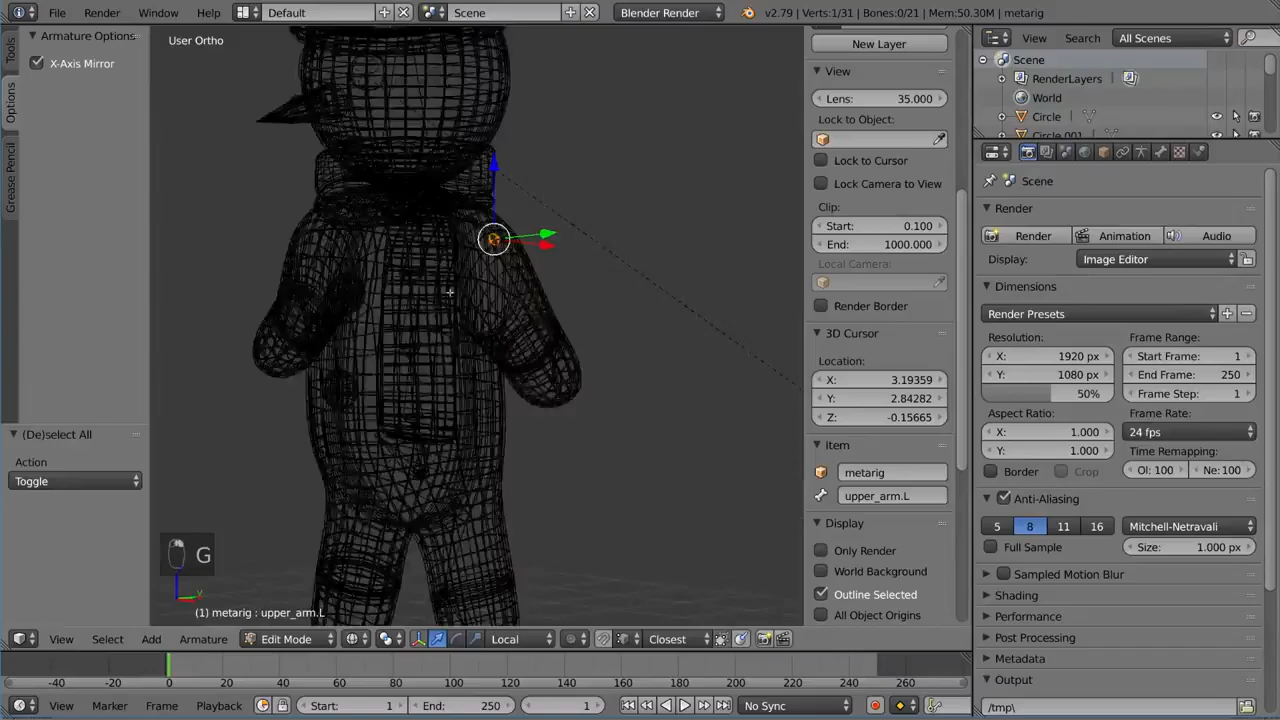 File Render Window Help Default Scene Blender Render v2.79 | Verts:2/31 | Bones:1/21 | Mem:50.30M | metarig
Armature Options
X-Axis Mirror
Tools
Options
Grease Pencil
(De)select All
Action
Toggle
User Ortho
G
(1) metarig : upper_arm.L
View
Lens: 35.000
Lock to Object:
Lock Camera to View
Clip:
Start: 0.100
End: 1000.000
Local Camera:
Render Border
3D Cursor
Location:
X: 3.19359
Y: 2.84282
Z: -0.15665
Item
metarig
upper_arm.L
Display
Only Render
World Background
Outline Selected
All Object Origins
View Select Add Armature Edit Mode Local Closest
-40 -20 0 20 40 60 80 100 120 140 160 180 200 220 240 260
View Marker Frame Playback Start: 1 End: 250 1 No Sync
View Search All Scenes
Scene
RenderLayers
World
Circle
Circle.001
Scene
Render
Render Animation Audio
Display: Image Editor
Dimensions
Render Presets
Resolution: Frame Range:
X: 1920 px Start Frame: 1
Y: 1080 px End Frame: 250
50% Frame Step: 1
Aspect Ratio: Frame Rate:
X: 1.000 24 fps
Y: 1.000 Time Remapping:
Border Crop Ol: 100 Ne: 100
Anti-Aliasing
5 8 11 16 Mitchell-Netravali
Full Sample Size: 1.000 px
Sampled Motion Blur
Shading
Performance
Post Processing
Metadata
Output
/tmp\